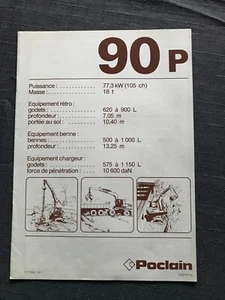 90 P
Puissance : . . . . . . . . . . . . 77,3 kW (105 ch)
Masse : . . . . . . . . . . . . . . . 18 t
Equipement rétro :
godets : . . . . . . . . . . . . . . 620 à 900 L
profondeur : . . . . . . . . . . . 7,05 m
portée au sol : . . . . . . . . . 10,40 m
Equipement benne :
bennes : . . . . . . . . . . . . . . 500 à 1 000 L
profondeur : . . . . . . . . . . . 13,25 m
Equipement chargeur :
godets : . . . . . . . . . . . . . . 575 à 1 150 L
force de pénétration : . . . . 10 600 daN
Poclain